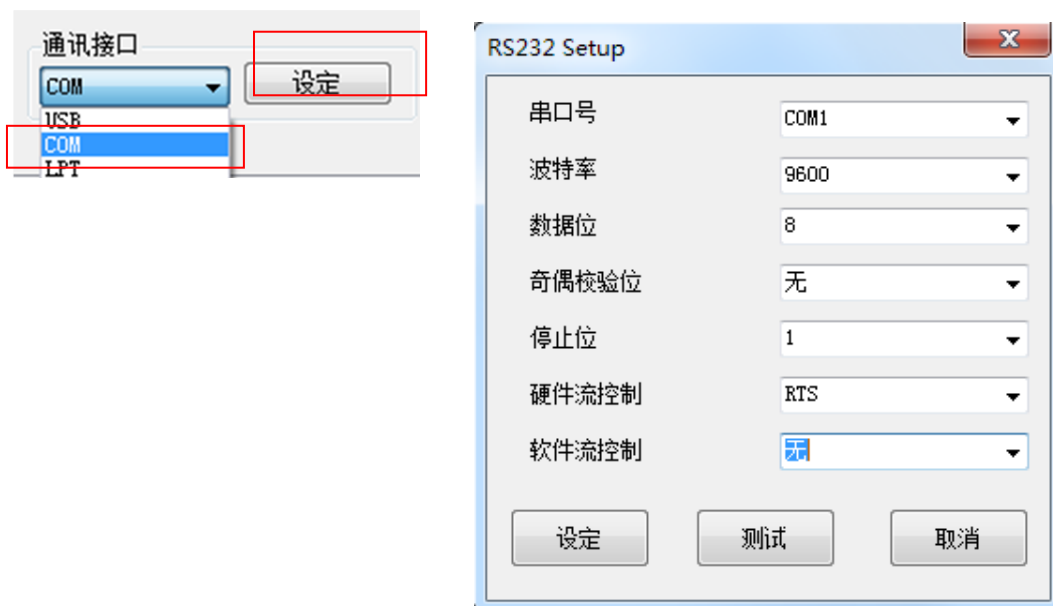 通讯接口
COM
设定
USB
COM
LPT
RS232 Setup
串口号
COM1
波特率
9600
数据位
8
奇偶校验位
无
停止位
1
硬件流控制
RTS
软件流控制
无
设定
测试
取消